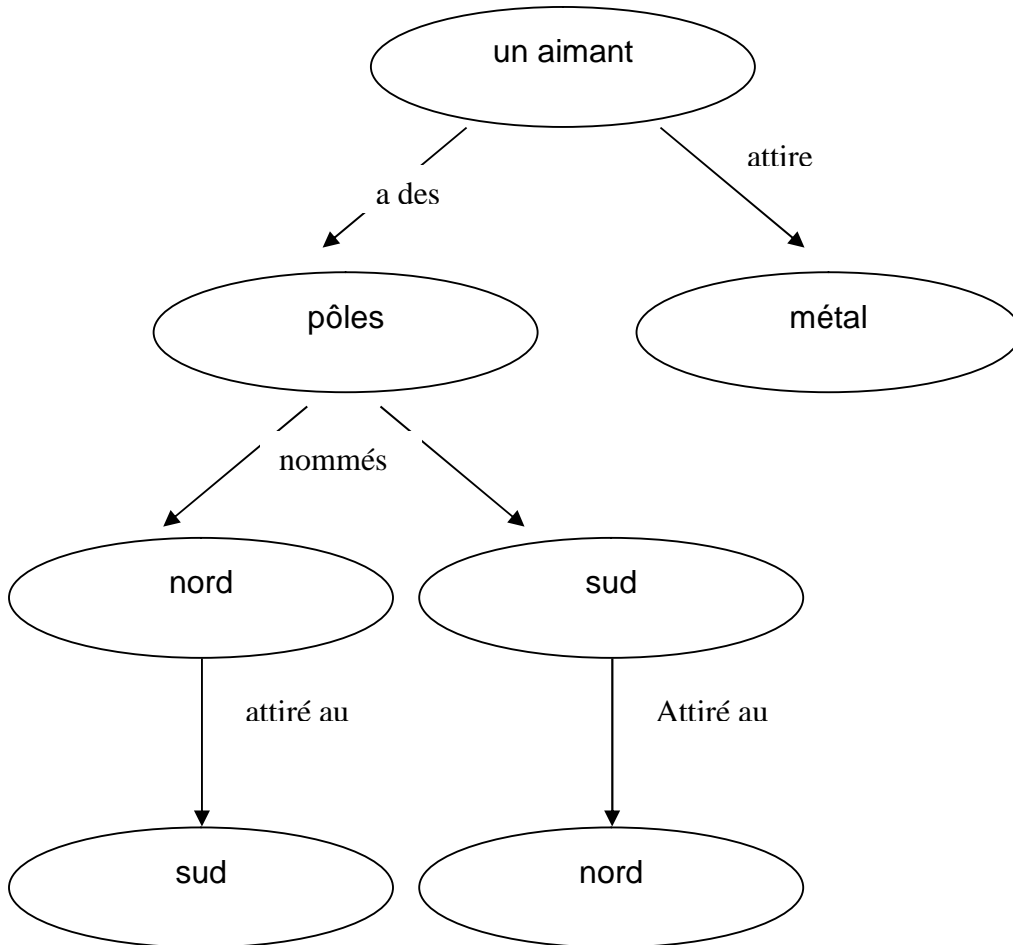 un aimant
attire
a des
pôles
métal
nommés
nord
sud
attiré au
Attiré au
sud
nord